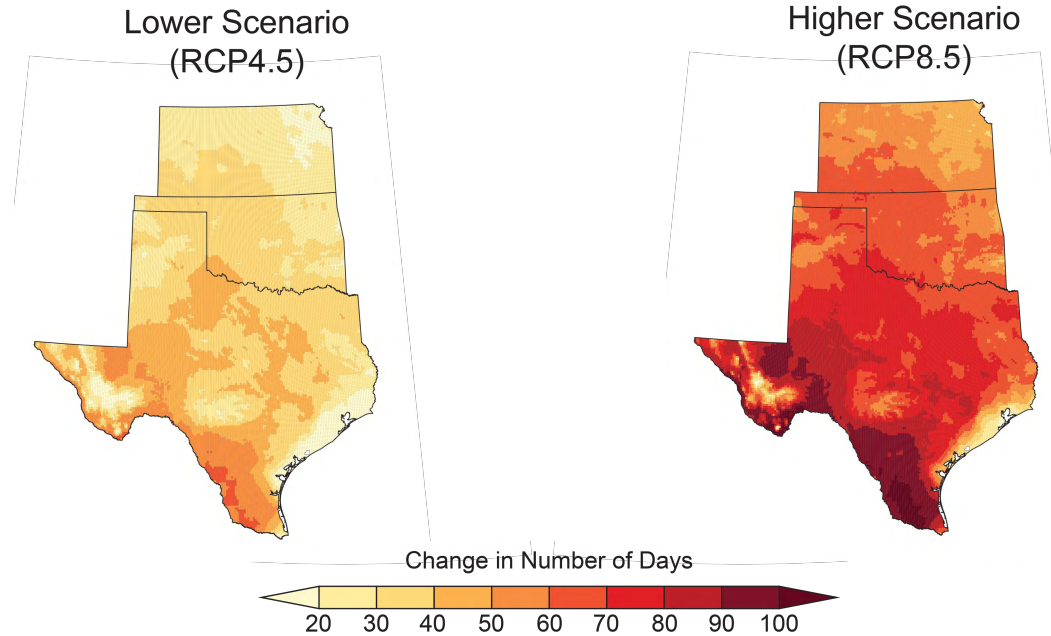 Lower Scenario
(RCP4.5)
Higher Scenario
(RCP8.5)
Change in Number of Days
20 30 40 50 60 70 80 90 100